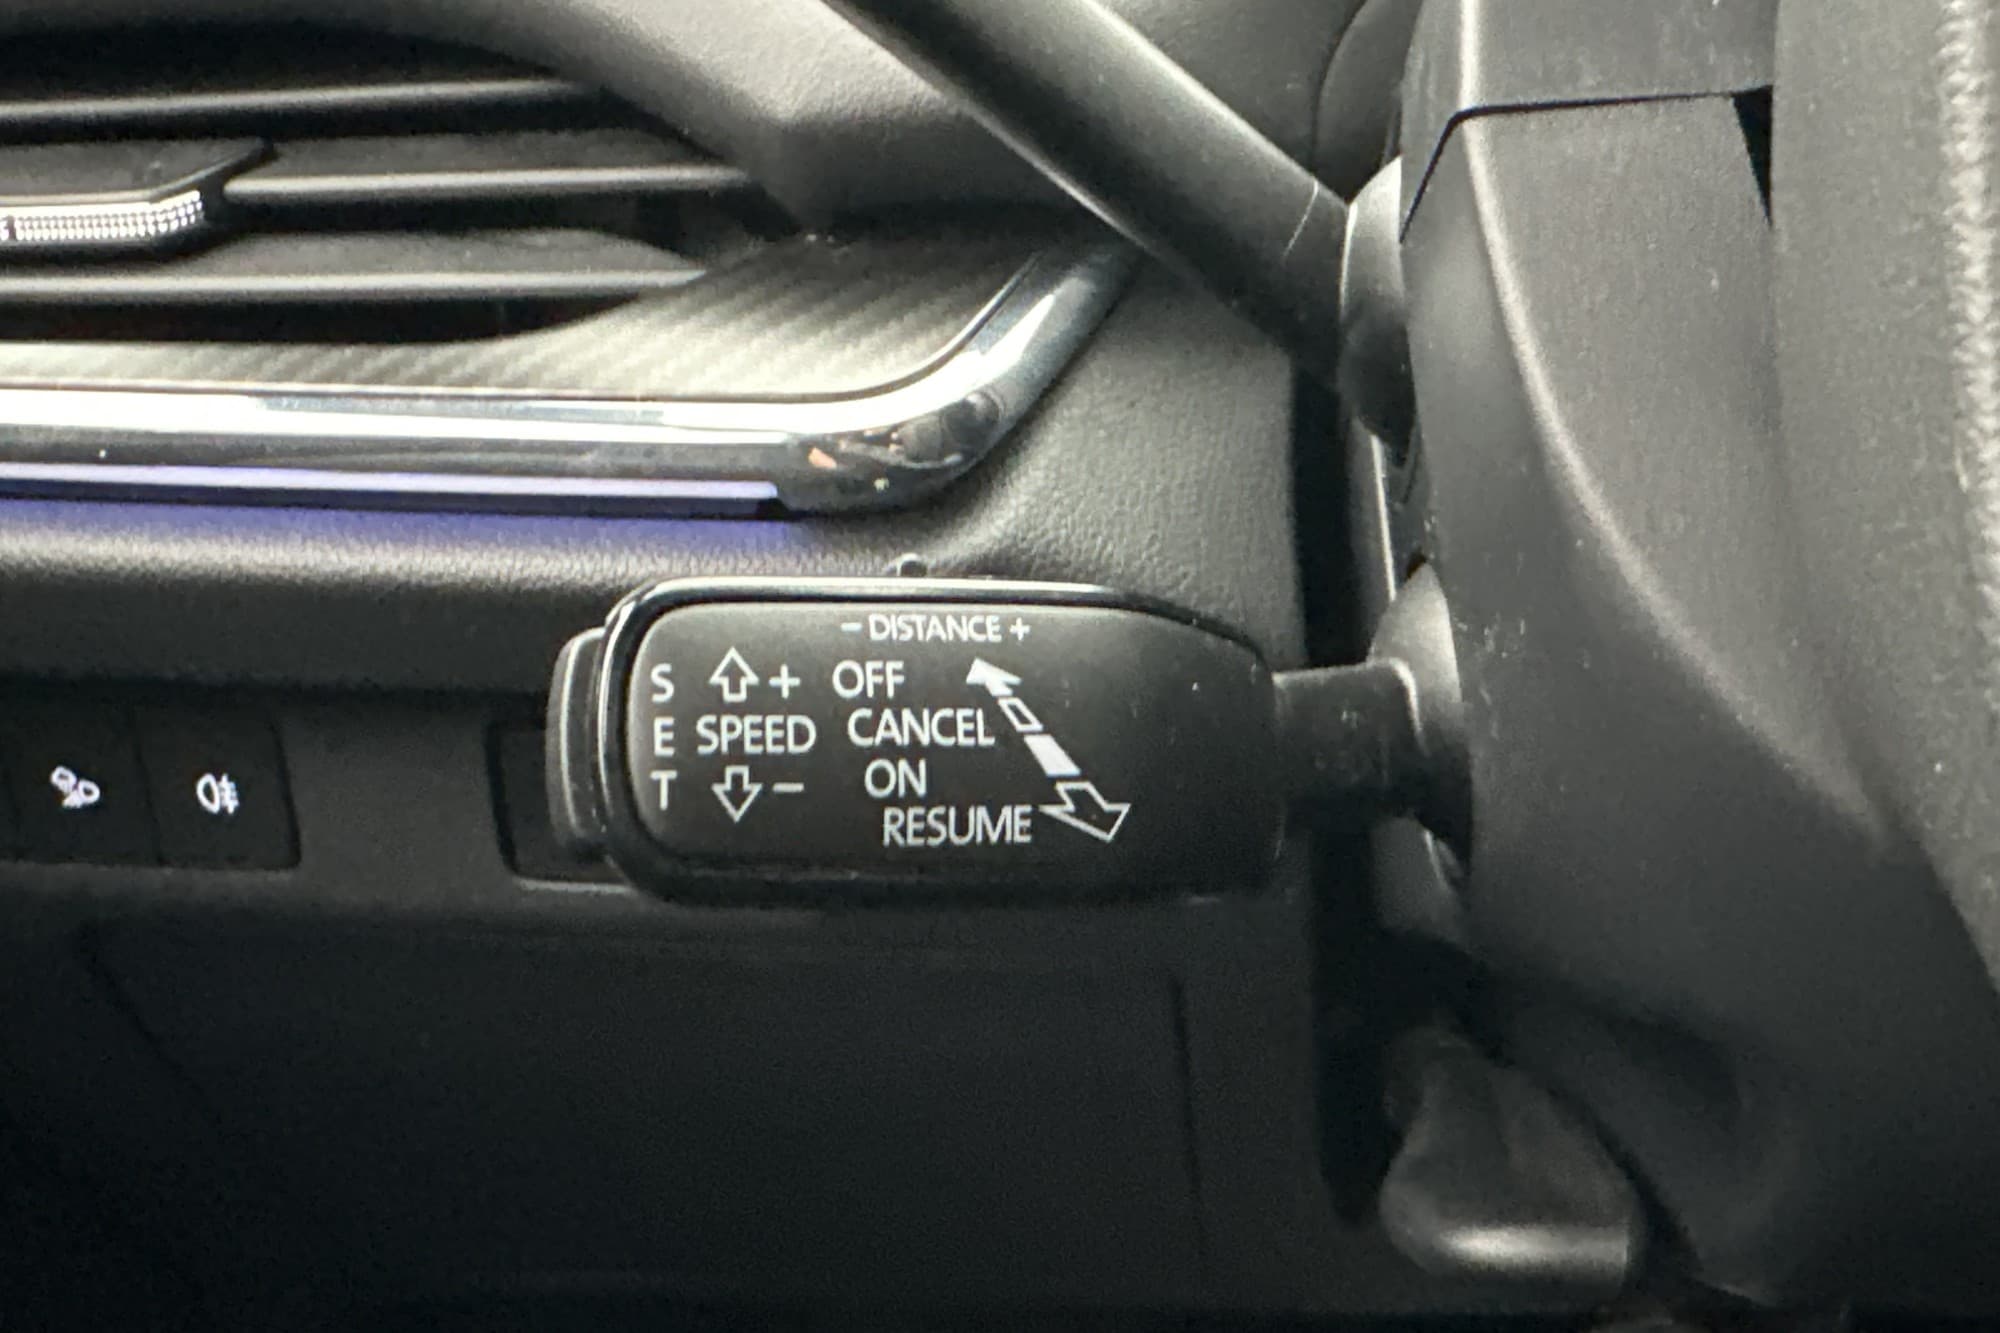 - DISTANCE +
S E T
+
SPEED
-
OFF
CANCEL
ON
RESUME